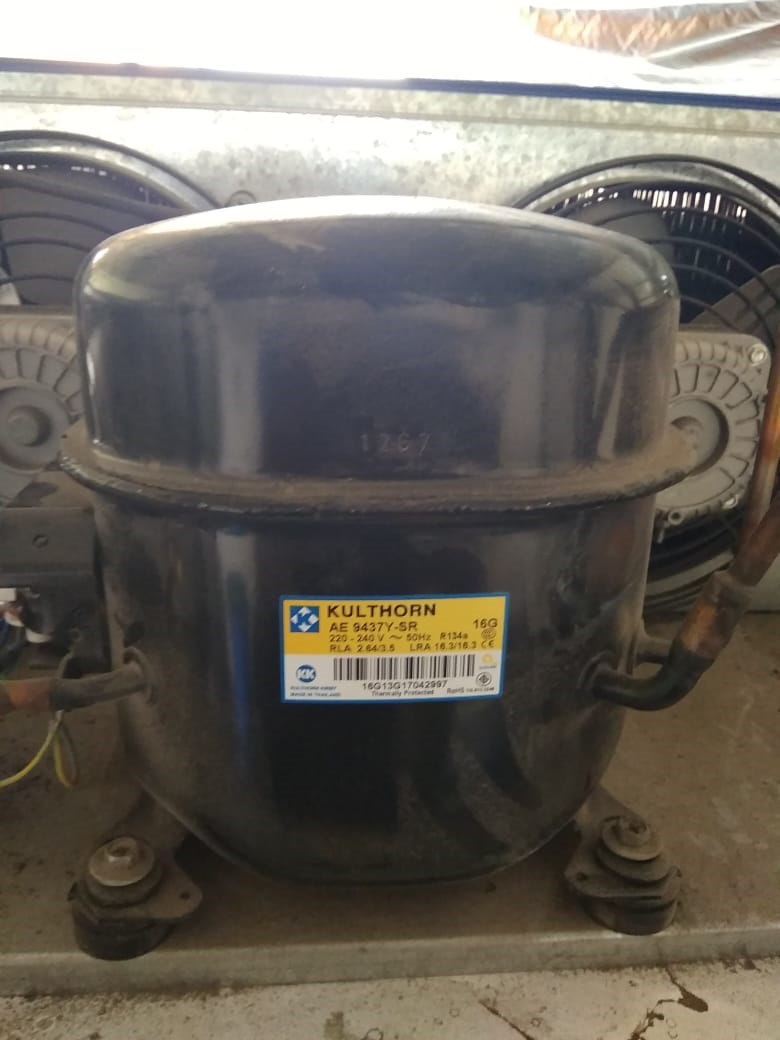 1267
KULTHORN
AE 9437Y-SR 16G
220 - 240 V ~ 50Hz R134a
RLA 2.64/3.5 LRA 16.3/16.3 CE
KK
16G13G17042997
KULTHORN KIRBY
MADE IN THAILAND
Thermally Protected RoHS